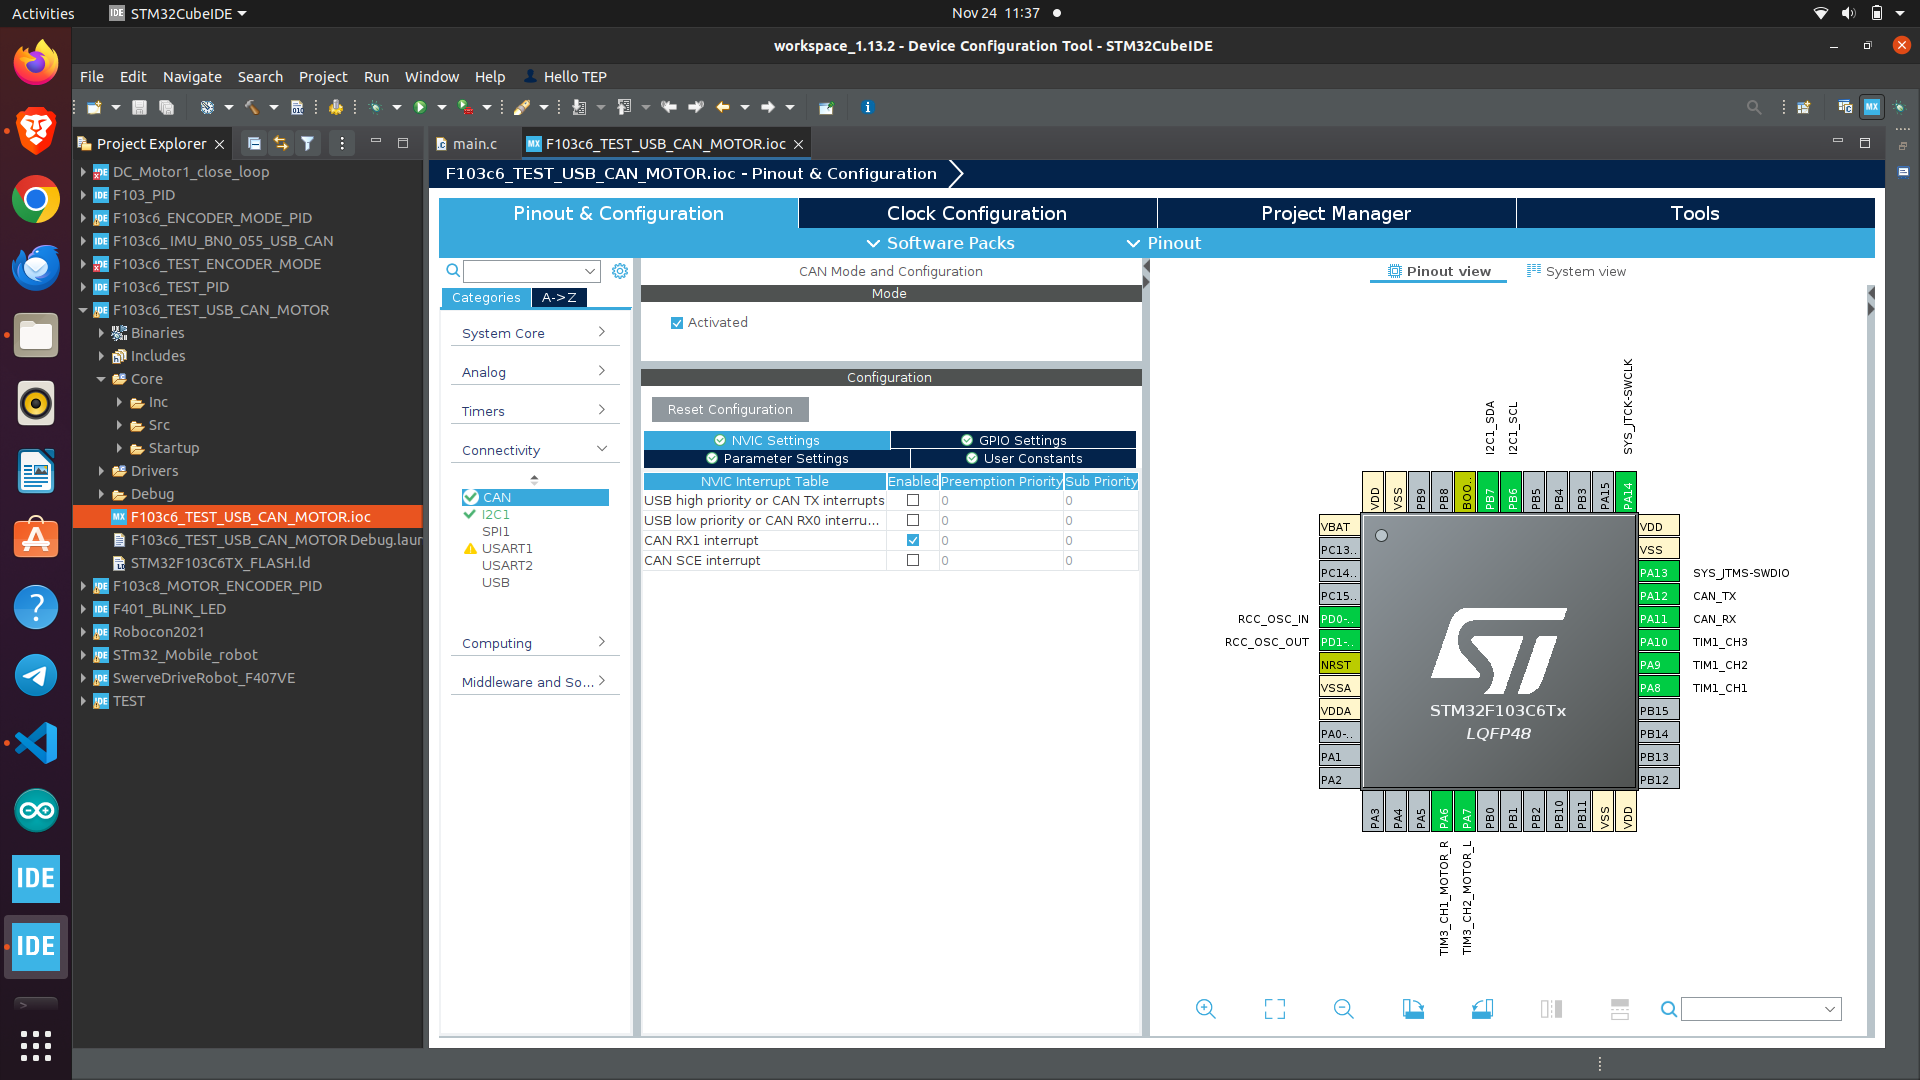 Activities
STM32CubeIDE
Nov 24 11:37
workspace_1.13.2 - Device Configuration Tool - STM32CubeIDE
File Edit Navigate Search Project Run Window Help Hello TEP
Project Explorer
main.c
F103c6_TEST_USB_CAN_MOTOR.ioc
DC_Motor1_close_loop
F103_PID
F103c6_ENCODER_MODE_PID
F103c6_ IMU_BN0_055_USB_CAN
F103c6_TEST_ENCODER_MODE
F103c6_TEST_PID
F103c6_TEST_USB_CAN_MOTOR
Binaries
Includes
Core
Inc
Src
Startup
Drivers
Debug
F103c6_TEST_USB_CAN_MOTOR.ioc
F103c6_TEST_USB_CAN_MOTOR Debug.laun
STM32F103C6TX_FLASH.ld
F103c8_MOTOR_ENCODER_PID
F401_BLINK_LED
Robocon2021
STm32_Mobile_robot
SwerveDriveRobot_F407VE
TEST
F103c6_TEST_USB_CAN_MOTOR.ioc - Pinout & Configuration
Pinout & Configuration
Clock Configuration
Project Manager
Tools
Software Packs
Pinout
Categories
A->Z
System Core
Analog
Timers
Connectivity
CAN
I2C1
SPI1
USART1
USART2
USB
Computing
Middleware and So...
CAN Mode and Configuration
Mode
Activated
Configuration
Reset Configuration
NVIC Settings
GPIO Settings
Parameter Settings
User Constants
NVIC Interrupt Table Enabled Preemption Priority Sub Priority
USB high priority or CAN TX interrupts 0 0
USB low priority or CAN RX0 interru... 0 0
CAN RX1 interrupt 0 0
CAN SCE interrupt 0 0
Pinout view
System view
I2C1_SDA
I2C1_SCL
SYS_JTCK-SWCLK
VDD
VSS
PB9
PB8
BOO..
PB7
PB6
PB5
PB4
PB3
PA15
PA14
VBAT
PC13..
PC14..
PC15..
RCC_OSC_IN PD0-..
RCC_OSC_OUT PD1-..
NRST
VSSA
VDDA
PA0-..
PA1
PA2
VDD
VSS
PA13 SYS_JTMS-SWDIO
PA12 CAN_TX
PA11 CAN_RX
PA10 TIM1_CH3
PA9 TIM1_CH2
PA8 TIM1_CH1
PB15
PB14
PB13
PB12
ST
STM32F103C6Tx
LQFP48
PA3
PA4
PA5
PA6
PA7
PB0
PB1
PB2
PB10
PB11
VSS
VDD
TIM3_CH1_MOTOR_R
TIM3_CH2_MOTOR_L
IDE
IDE